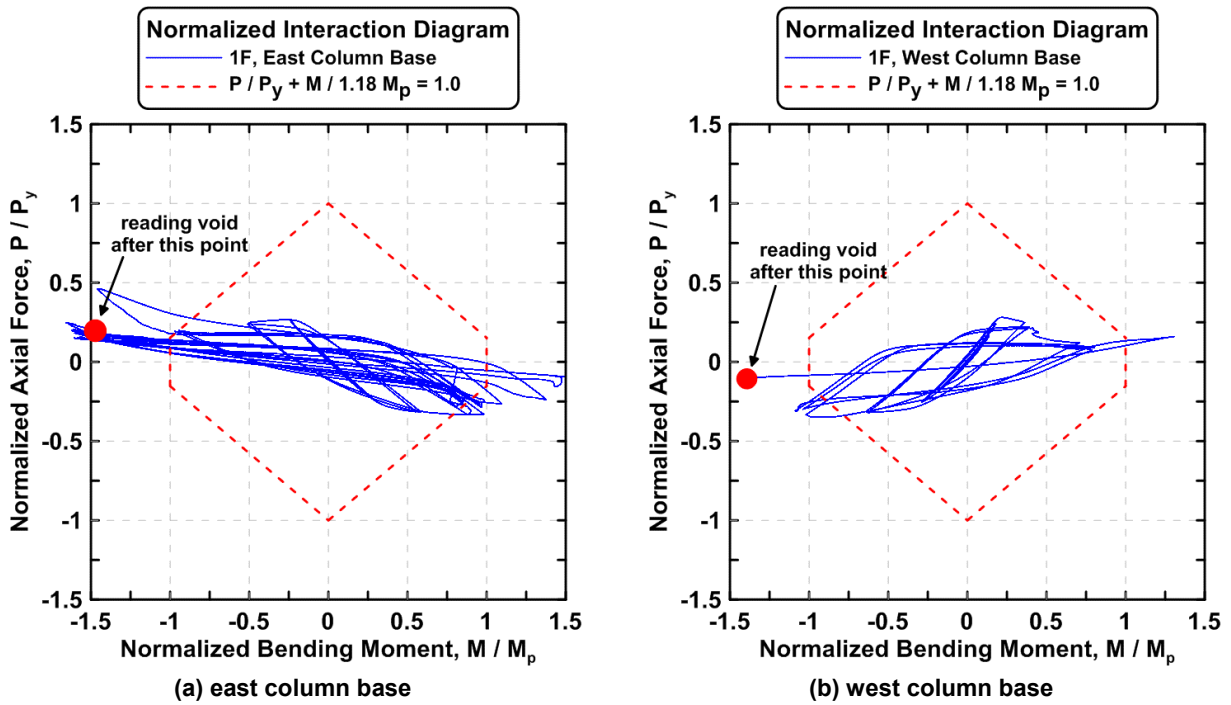 Normalized Interaction Diagram
1F, East Column Base
P / Py + M / 1.18 Mp = 1.0
1.5
1
0.5
0
-0.5
-1
-1.5
Normalized Axial Force, P / Py
reading void
after this point
-1.5 -1 -0.5 0 0.5 1 1.5
Normalized Bending Moment, M / Mp
(a) east column base
Normalized Interaction Diagram
1F, West Column Base
P / Py + M / 1.18 Mp = 1.0
1.5
1
0.5
0
-0.5
-1
-1.5
Normalized Axial Force, P / Py
reading void
after this point
-1.5 -1 -0.5 0 0.5 1 1.5
Normalized Bending Moment, M / Mp
(b) west column base